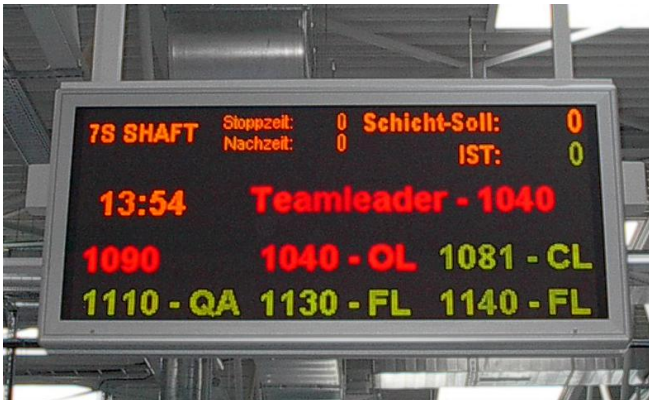 7S SHAFT Stoppzeit: 0 Schicht-Soll: 0
Nachzeit: 0 IST: 0
13:54 Teamleader - 1040
1090 1040 - OL 1081 - CL
1110 - QA 1130 - FL 1140 - FL